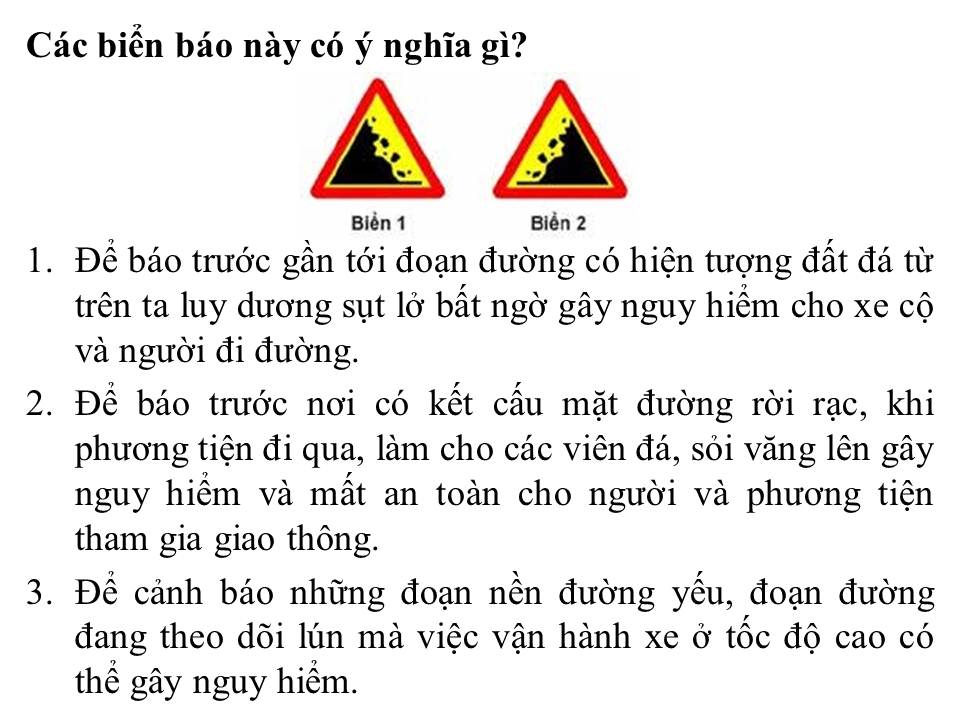 Các biển báo này có ý nghĩa gì?
Biển 1 Biển 2
1. Để báo trước gần tới đoạn đường có hiện tượng đất đá từ
trên ta luy dương sụt lở bất ngờ gây nguy hiểm cho xe cộ
và người đi đường.
2. Để báo trước nơi có kết cấu mặt đường rời rạc, khi
phương tiện đi qua, làm cho các viên đá, sỏi văng lên gây
nguy hiểm và mất an toàn cho người và phương tiện
tham gia giao thông.
3. Để cảnh báo những đoạn nền đường yếu, đoạn đường
đang theo dõi lún mà việc vận hành xe ở tốc độ cao có
thể gây nguy hiểm.